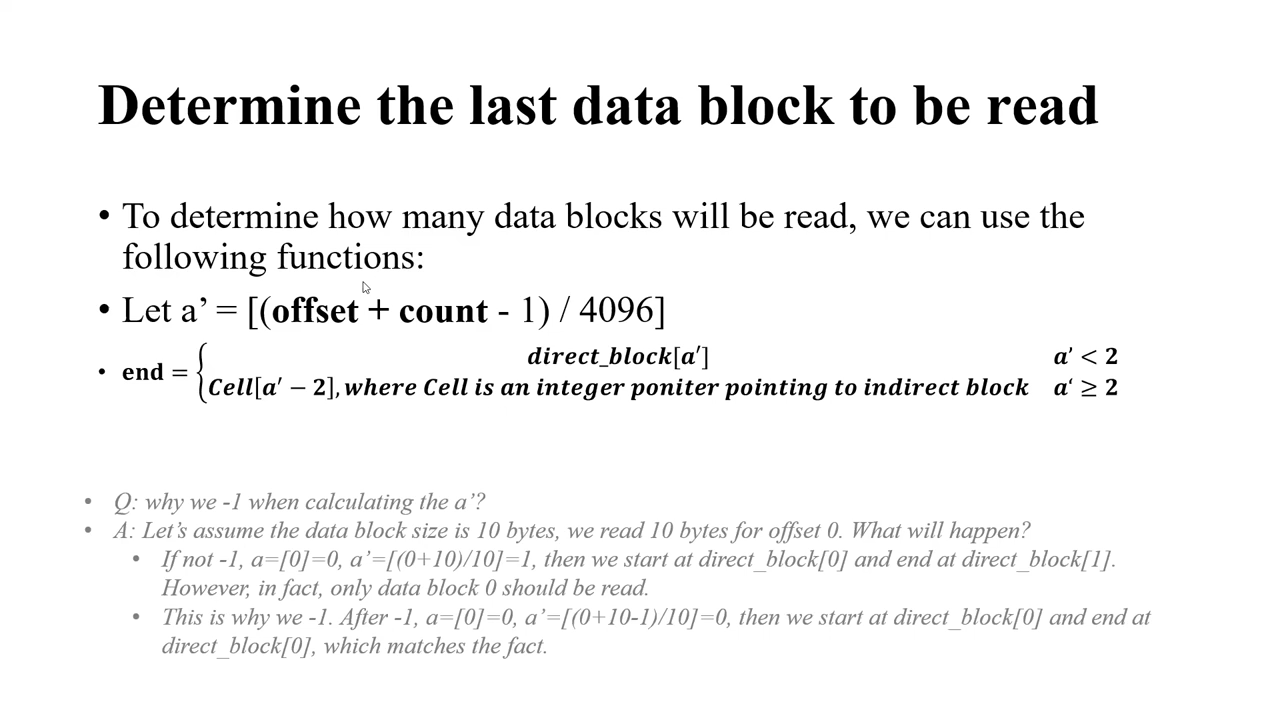 Determine the last data block to be read
• To determine how many data blocks will be read, we can use the
following functions:
• Let a’ = [(offset + count - 1) / 4096]
• end = { direct_block[a′] a’ < 2
Cell[a′ − 2], where Cell is an integer poniter pointing to indirect block a‘ ≥ 2
• Q: why we -1 when calculating the a’?
• A: Let’s assume the data block size is 10 bytes, we read 10 bytes for offset 0. What will happen?
• If not -1, a=[0]=0, a’=[(0+10)/10]=1, then we start at direct_block[0] and end at direct_block[1].
However, in fact, only data block 0 should be read.
• This is why we -1. After -1, a=[0]=0, a’=[(0+10-1)/10]=0, then we start at direct_block[0] and end at
direct_block[0], which matches the fact.